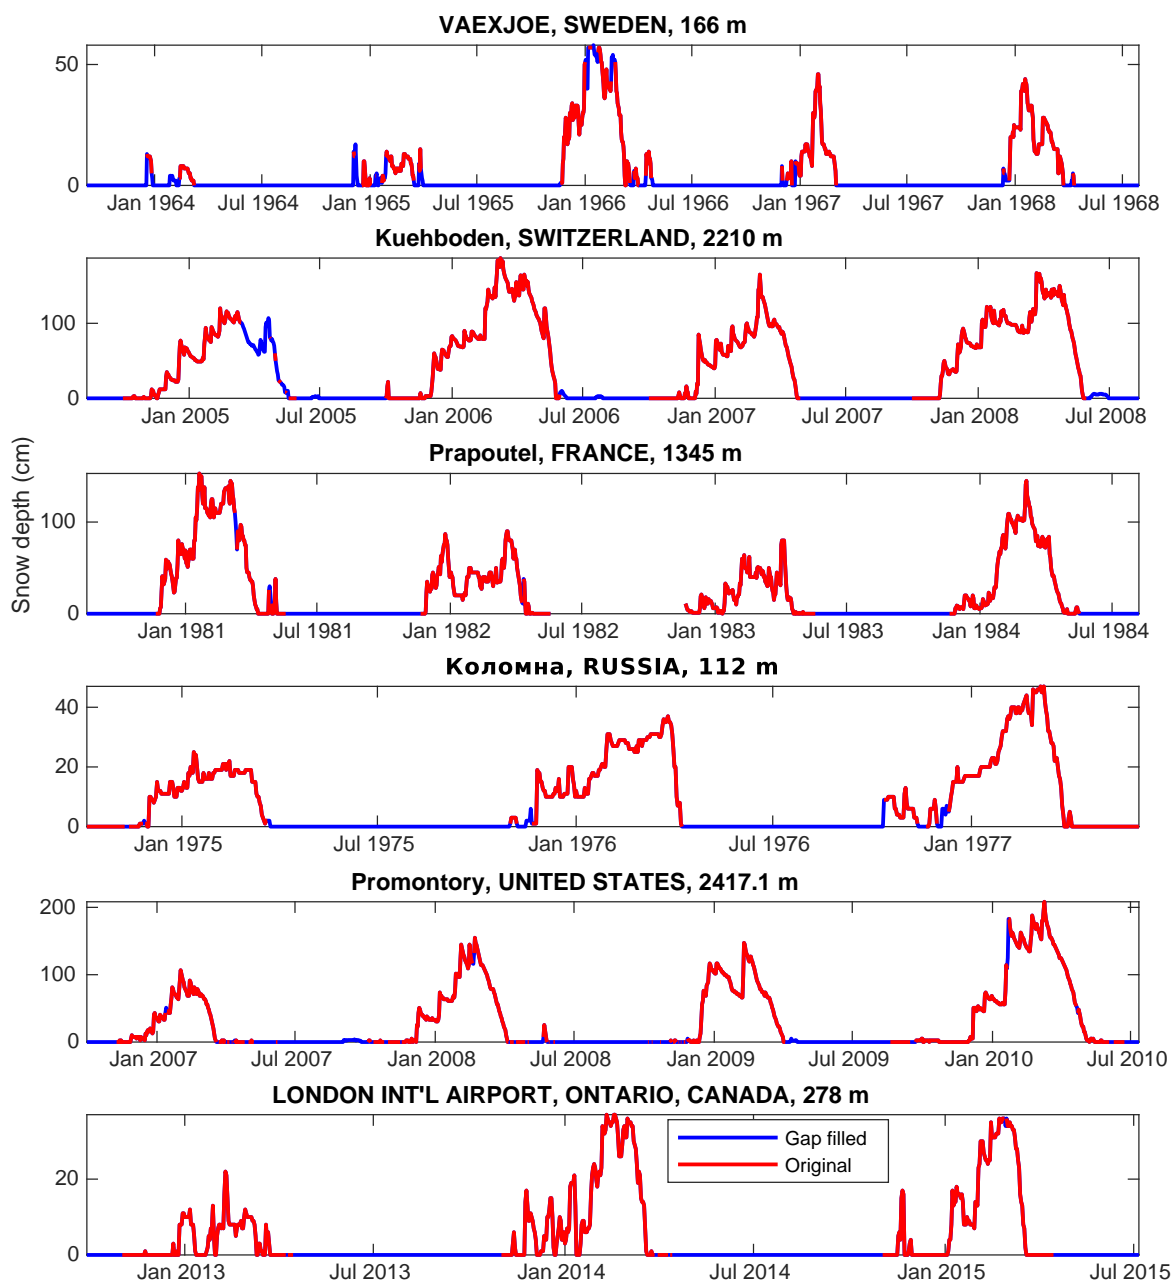 VAEXJOE, SWEDEN, 166 m
50
0
Jan 1964 Jul 1964 Jan 1965 Jul 1965 Jan 1966 Jul 1966 Jan 1967 Jul 1967 Jan 1968 Jul 1968
Kuehboden, SWITZERLAND, 2210 m
100
0
Jan 2005 Jul 2005 Jan 2006 Jul 2006 Jan 2007 Jul 2007 Jan 2008 Jul 2008
Snow depth (cm)
Prapoutel, FRANCE, 1345 m
100
0
Jan 1981 Jul 1981 Jan 1982 Jul 1982 Jan 1983 Jul 1983 Jan 1984 Jul 1984
Коломна, RUSSIA, 112 m
40
20
0
Jan 1975 Jul 1975 Jan 1976 Jul 1976 Jan 1977
Promontory, UNITED STATES, 2417.1 m
200
100
0
Jan 2007 Jul 2007 Jan 2008 Jul 2008 Jan 2009 Jul 2009 Jan 2010 Jul 2010
LONDON INT'L AIRPORT, ONTARIO, CANADA, 278 m
Gap filled
Original
20
0
Jan 2013 Jul 2013 Jan 2014 Jul 2014 Jan 2015 Jul 2015